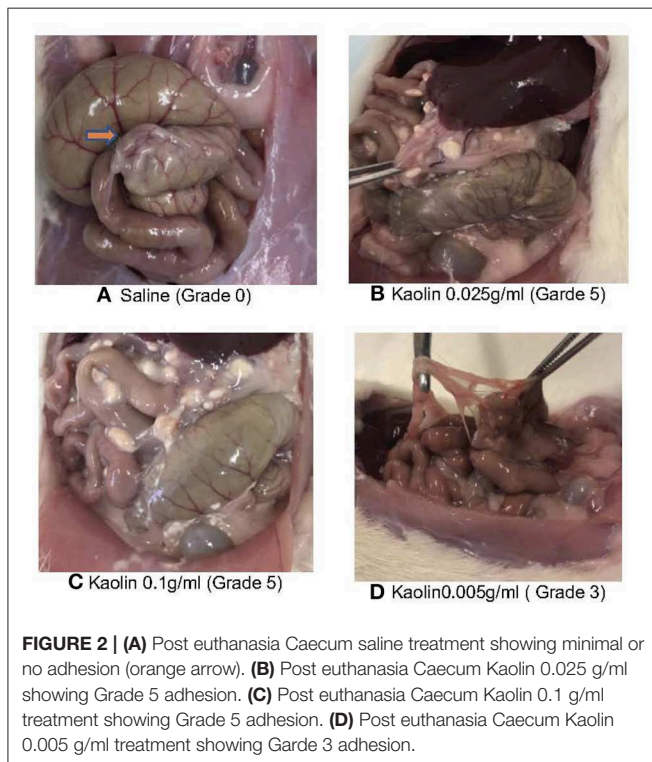 A Saline (Grade 0)
B Kaolin 0.025g/ml (Garde 5)
C Kaolin 0.1g/ml (Grade 5)
D Kaolin0.005g/ml ( Grade 3)
FIGURE 2 | (A) Post euthanasia Caecum saline treatment showing minimal or
no adhesion (orange arrow). (B) Post euthanasia Caecum Kaolin 0.025 g/ml
showing Grade 5 adhesion. (C) Post euthanasia Caecum Kaolin 0.1 g/ml
treatment showing Grade 5 adhesion. (D) Post euthanasia Caecum Kaolin
0.005 g/ml treatment showing Garde 3 adhesion.